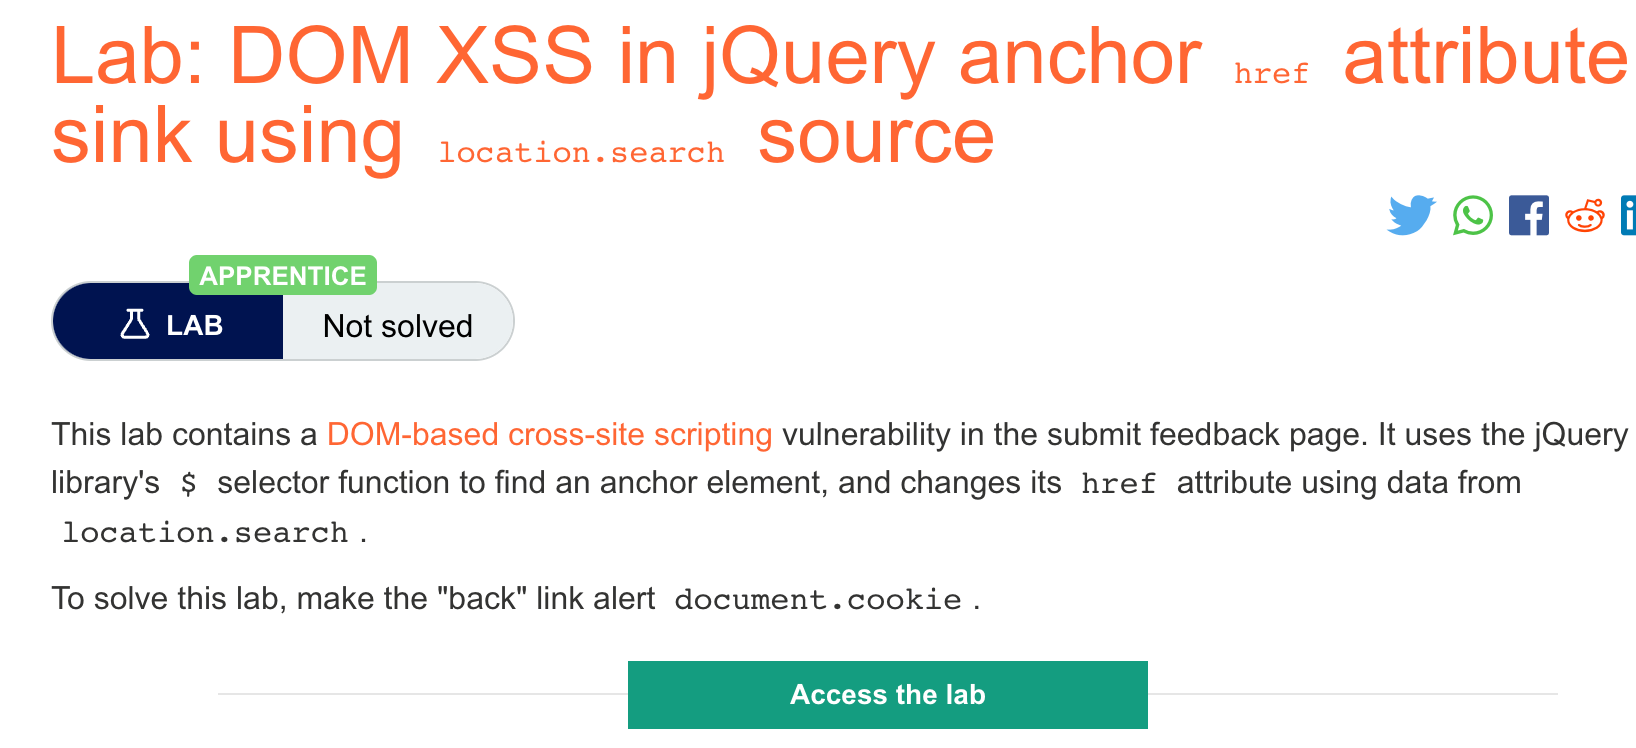 Lab: DOM XSS in jQuery anchor href attribute
sink using location.search source
APPRENTICE
LAB Not solved
This lab contains a DOM-based cross-site scripting vulnerability in the submit feedback page. It uses the jQuery
library's $ selector function to find an anchor element, and changes its href attribute using data from
location.search.
To solve this lab, make the "back" link alert document.cookie.
Access the lab